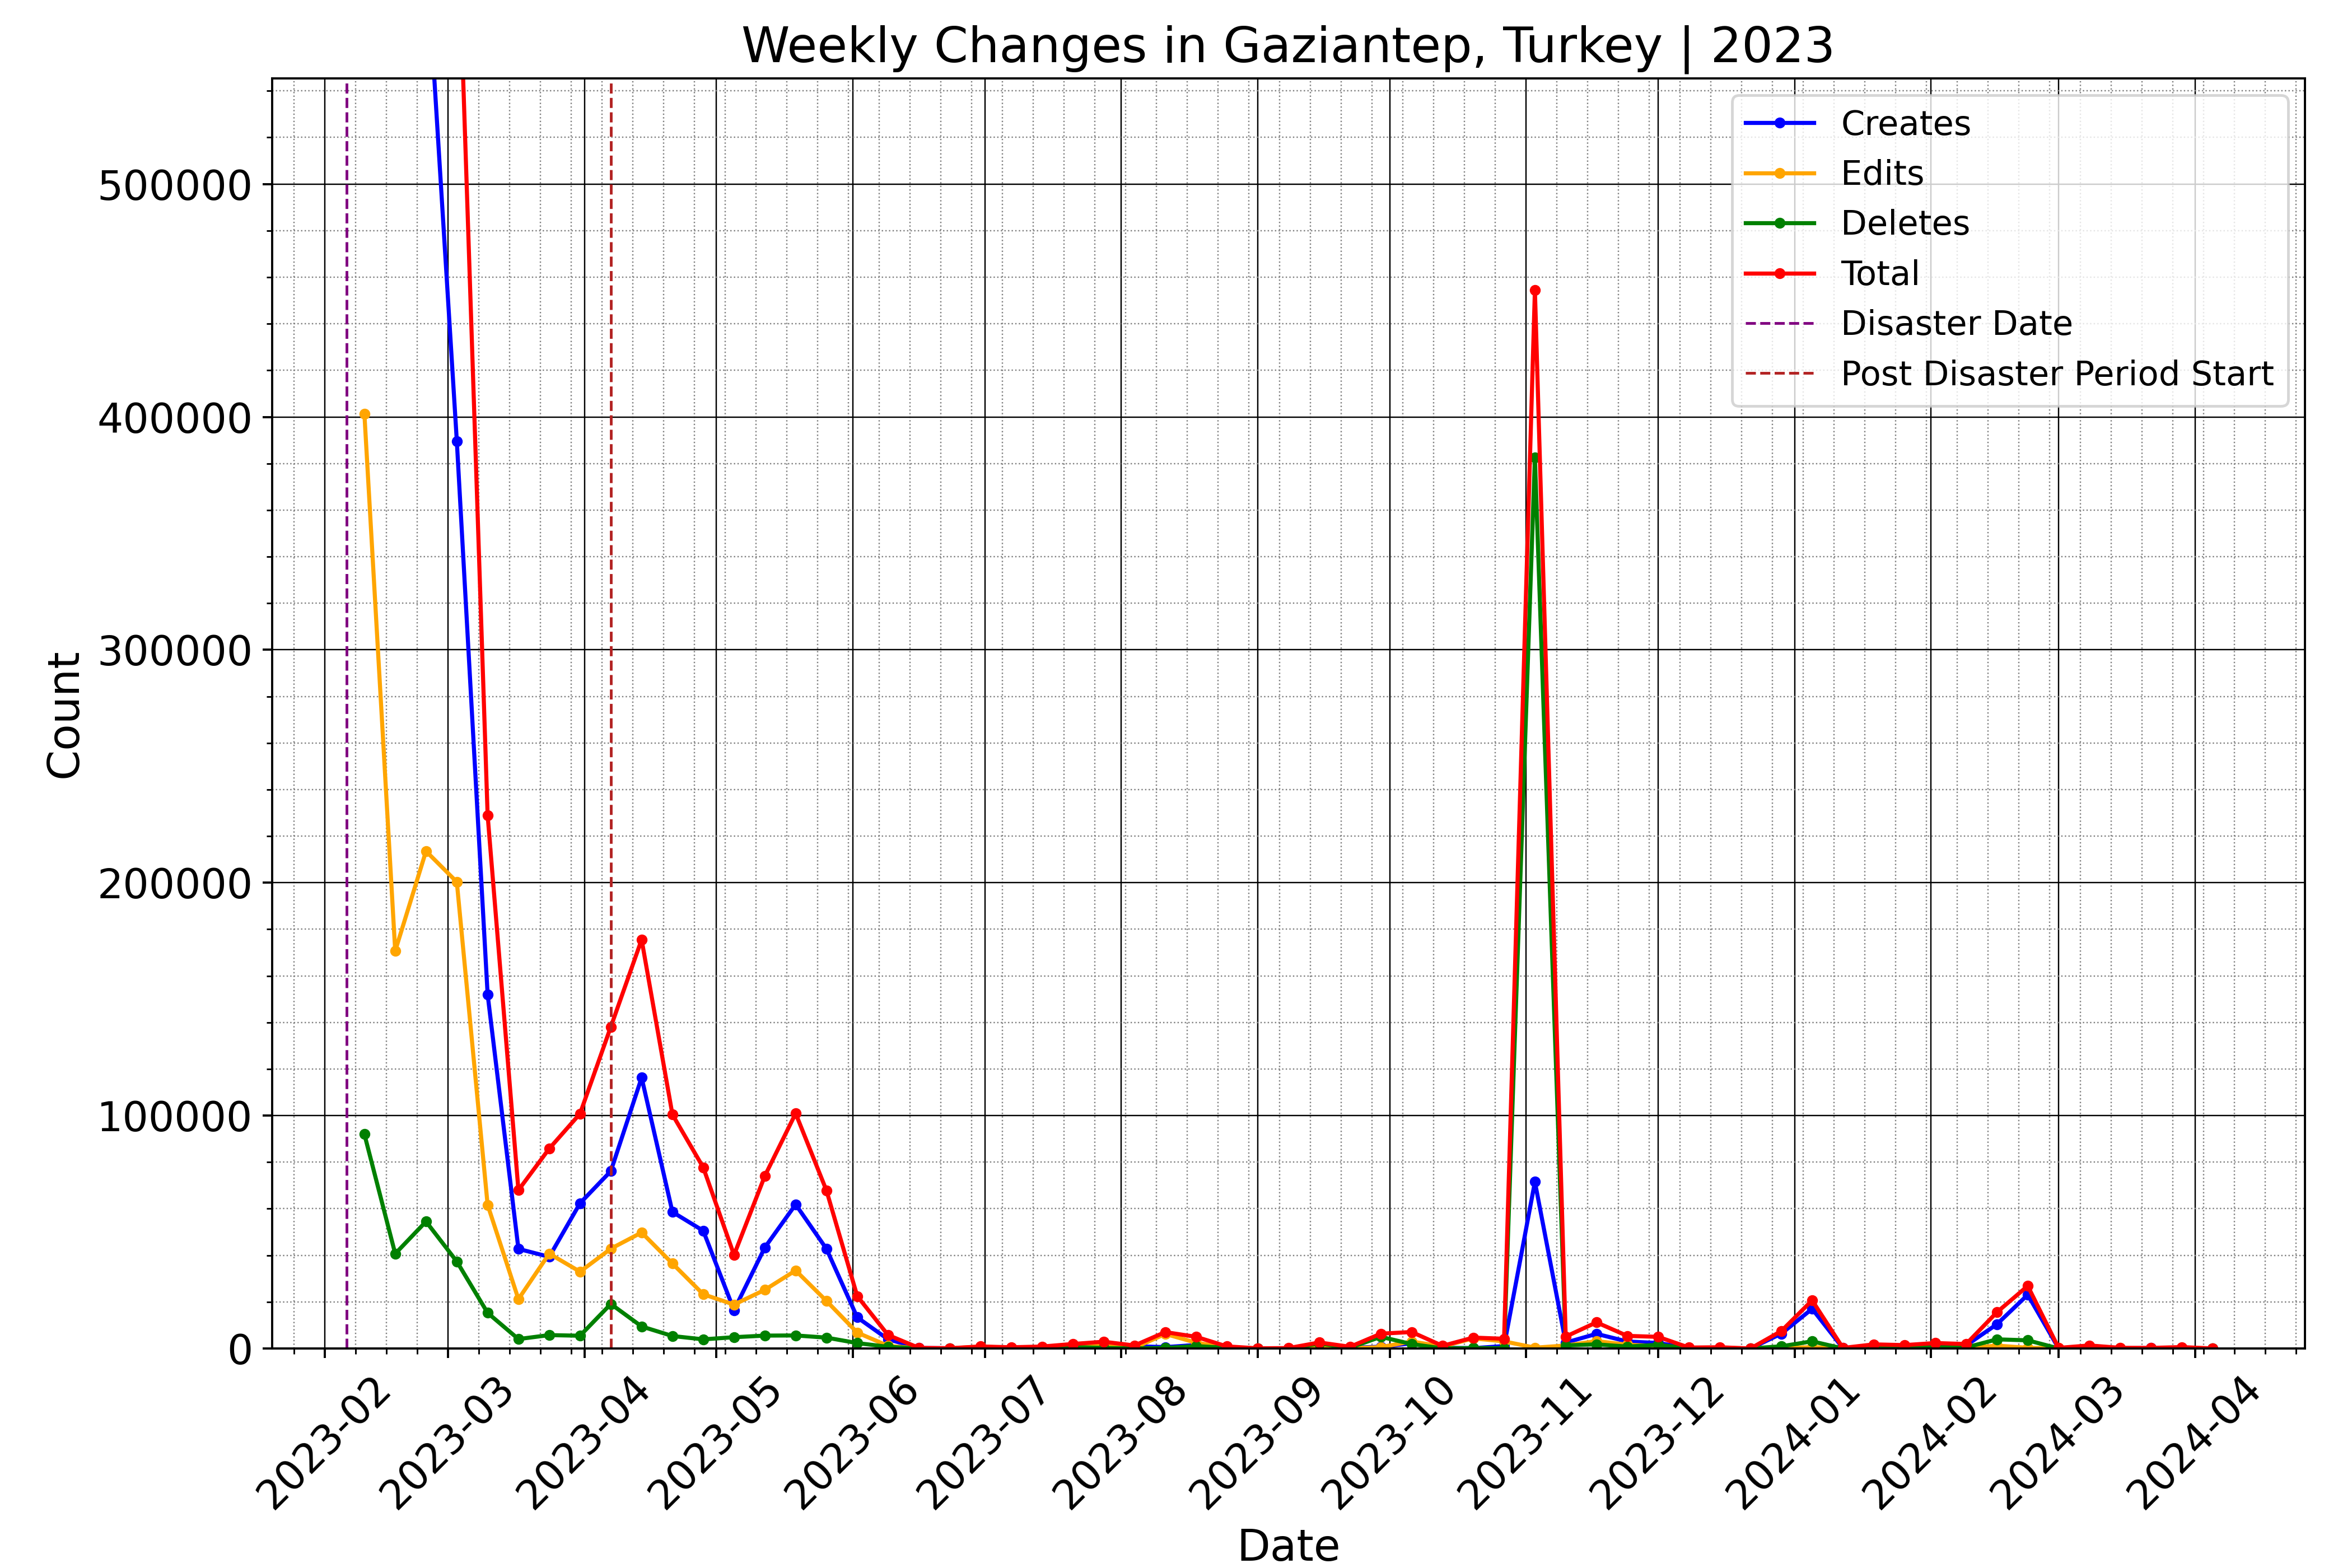 Weekly Changes in Gaziantep, Turkey | 2023
Creates
Edits
Deletes
Total
Disaster Date
Post Disaster Period Start
500000
400000
300000
200000
100000
0
Count
2023-02
2023-03
2023-04
2023-05
2023-06
2023-07
2023-08
2023-09
2023-10
2023-11
2023-12
2024-01
2024-02
2024-03
2024-04
Date